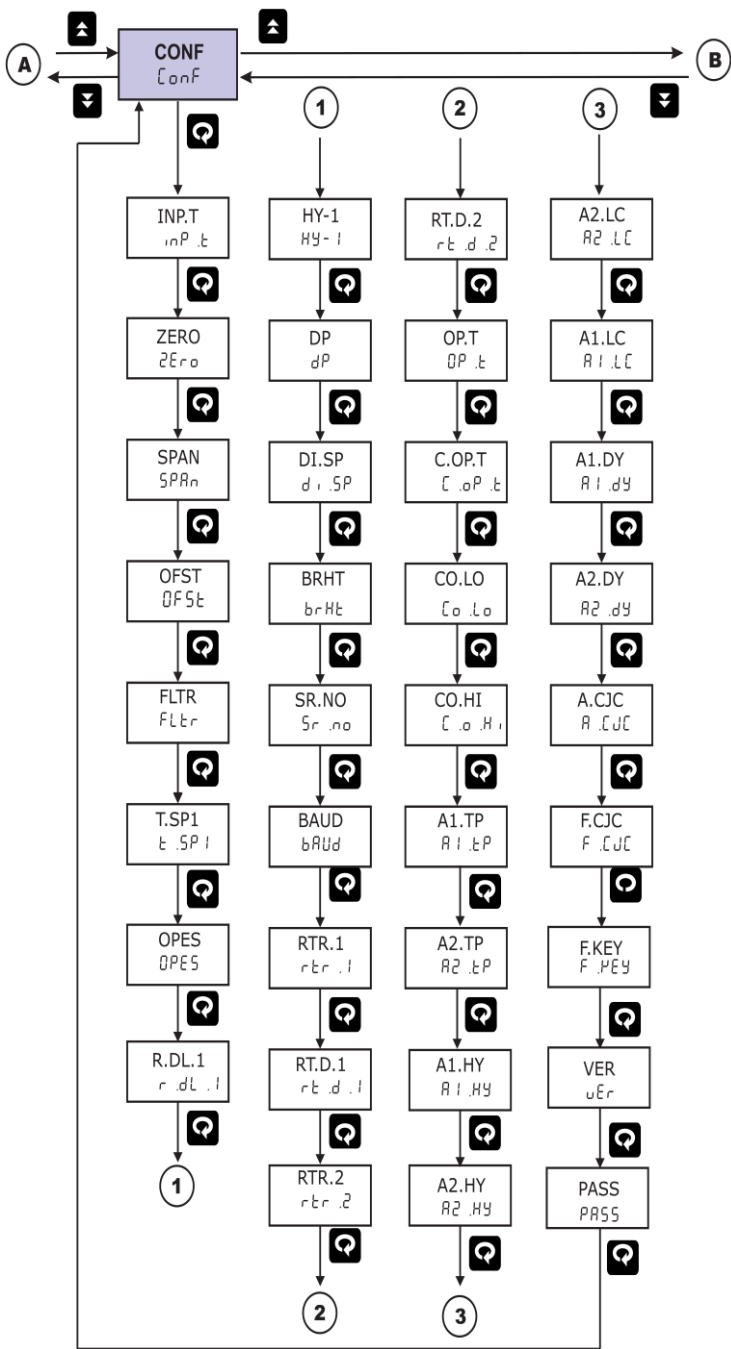 CONF
ConF
A
B
INP.T
inP .t
ZERO
ZEro
SPAN
SPAn
OFST
OFSt
FLTR
FLtr
T.SP1
t .SP1
OPES
OPES
R.DL.1
r .dL .1
1
1
HY-1
HY-1
DP
dP
DI.SP
di .SP
BRHT
brHt
SR.NO
Sr .no
BAUD
bAUd
RTR.1
rtr .1
RT.D.1
rt .d .1
RTR.2
rtr .2
2
2
RT.D.2
rt .d .2
OP.T
OP .t
C.OP.T
C .oP .t
CO.LO
Co .Lo
CO.HI
C .o .Hi
A1.TP
A1 .tP
A2.TP
A2 .tP
A1.HY
A1 .HY
A2.HY
A2 .HY
3
3
A2.LC
A2 .LC
A1.LC
A1 .LC
A1.DY
A1 .dY
A2.DY
A2 .dY
A.CJC
A .CJC
F.CJC
F .CJC
F.KEY
F .KEY
VER
vEr
PASS
PASS